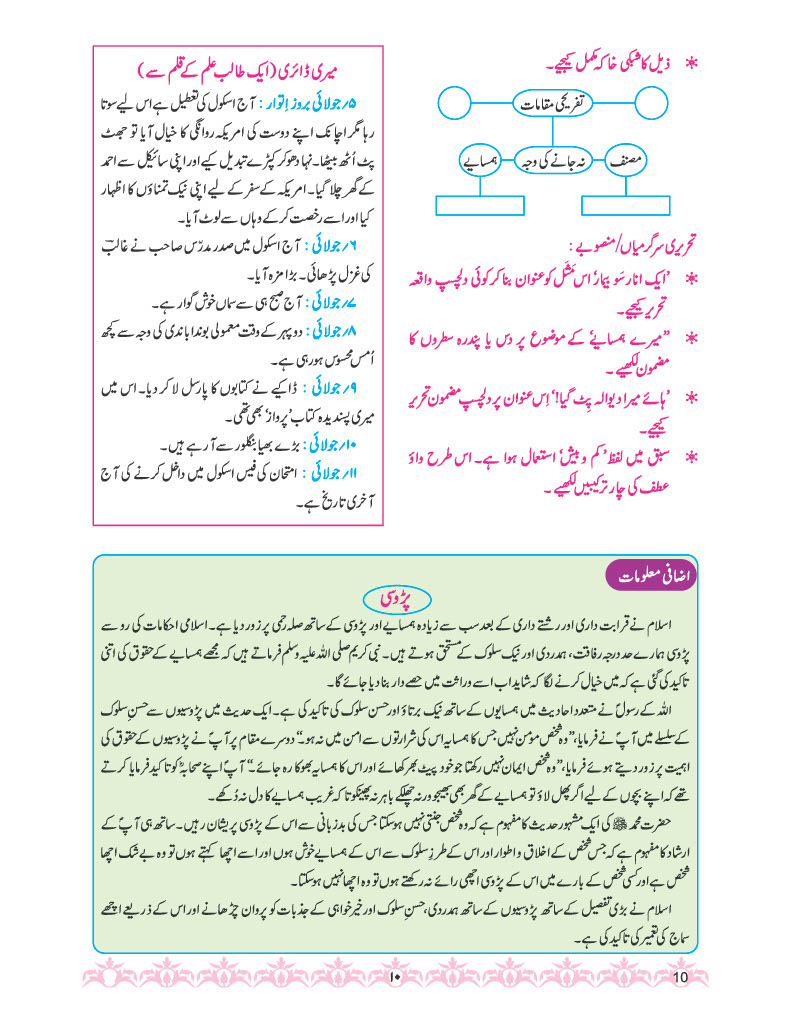 * ذیل کا شبکی خاکہ مکمل کیجیے۔
تفریحی مقامات
مصنف
نہ جانے کی وجہ
ہمسایے
تحریری سرگرمیاں/منصوبے :
* ’ایک انار سَو بیمار‘ اس مَثَل کو عنوان بنا کر کوئی دلچسپ واقعہ
تحریر کیجیے۔
* ”میرے ہمسایے‘ کے موضوع پر دس یا پندرہ سطروں کا
مضمون لکھیے۔
* ’ہائے میرا دیوالہ پِٹ گیا!‘ اِس عنوان پر دلچسپ مضمون تحریر
کیجیے۔
* سبق میں لفظ ’کم و بیش‘ استعمال ہوا ہے۔ اس طرح واؤ
عطف کی چار ترکیبیں لکھیے۔
میری ڈائری (ایک طالب علم کے قلم سے)
۵؍جولائی بروز اِتوار : آج اسکول کی تعطیل ہے اس لیے سوتا
رہا مگر اچانک اپنے دوست کی امریکہ روانگی کا خیال آیا تو جھٹ
پٹ اُٹھ بیٹھا۔ نہا دھو کر کپڑے تبدیل کیے اور اپنی سائیکل سے احمد
کے گھر چلا گیا۔ امریکہ کے سفر کے لیے اپنی نیک تمناؤں کا اظہار
کیا اور اسے رخصت کرکے وہاں سے لوٹ آیا۔
۶؍جولائی : آج اسکول میں صدر مدرّس صاحب نے غالبؔ
کی غزل پڑھائی۔ بڑا مزہ آیا۔
۷؍جولائی : آج صبح ہی سے سماں خوش گوار ہے۔
۸؍جولائی : دوپہر کے وقت معمولی بوندا باندی کی وجہ سے کچھ
اُمس محسوس ہورہی ہے۔
۹؍جولائی : ڈاکیے نے کتابوں کا پارسل لا کر دیا۔ اس میں
میری پسندیدہ کتاب ’پرواز‘ بھی تھی۔
۱۰؍جولائی : بڑے بھیا بنگلور سے آرہے ہیں۔
۱۱؍جولائی : امتحان کی فیس اسکول میں داخل کرنے کی آج
آخری تاریخ ہے۔
اضافی معلومات
پڑوسی
اسلام نے قرابت داری اور رشتے داری کے بعد سب سے زیادہ ہمسایے اور پڑوسی کے ساتھ صلہ رحمی پر زور دیا ہے۔ اسلامی احکامات کی رو سے
پڑوسی ہمارے حد درجہ رفاقت، ہمدردی اور نیک سلوک کے مستحق ہوتے ہیں۔ نبی کریم صلی اللہ علیہ وسلم فرماتے ہیں کہ مجھے ہمسایے کے حقوق کی اتنی
تاکید کی گئی ہے کہ میں خیال کرنے لگا کہ شاید اب اسے وراثت میں حصے دار بنا دیا جائے گا۔
اللہ کے رسولؐ نے متعدد احادیث میں ہمسایوں کے ساتھ نیک برتاؤ اور حسن سلوک کی تاکید کی ہے۔ ایک حدیث میں پڑوسیوں سے حسنِ سلوک
کے سلسلے میں آپؐ نے فرمایا، ”وہ شخص مومن نہیں جس کا ہمسایہ اس کی شرارتوں سے امن میں نہ ہو۔“ دوسرے مقام پر آپؐ نے پڑوسیوں کے حقوق کی
اہمیت پر زور دیتے ہوئے فرمایا، ”وہ شخص ایمان نہیں رکھتا جو خود پیٹ بھر کھائے اور اس کا ہمسایہ بھوکا رہ جائے۔“ آپؐ اپنے صحابہؓ کو تاکید فرمایا کرتے
تھے کہ اپنے بچوں کے لیے اگر پھل لاؤ تو ہمسایے کے گھر بھی بھیجو ورنہ چھلکے باہر نہ پھینکو تاکہ غریب ہمسایے کا دل نہ دُکھے۔
حضرت محمد ﷺ کی ایک مشہور حدیث کا مفہوم ہے کہ وہ شخص جنتی نہیں ہوسکتا جس کی بدزبانی سے اس کے پڑوسی پریشان رہیں۔ ساتھ ہی آپؐ کے
ارشاد کا مفہوم ہے کہ جس شخص کے اخلاق و اطوار اور اس کے طرزِ سلوک سے اس کے ہمسایے خوش ہوں اور اسے اچھا کہتے ہوں تو وہ بے شک اچھا
شخص ہے اور کسی شخص کے بارے میں اس کے پڑوسی اچھی رائے نہ رکھتے ہوں تو وہ اچھا نہیں ہوسکتا۔
اسلام نے بڑی تفصیل کے ساتھ پڑوسیوں کے ساتھ ہمدردی، حسنِ سلوک اور خیر خواہی کے جذبات کو پروان چڑھانے اور اس کے ذریعے اچھے
سماج کی تعمیر کی تاکید کی ہے۔
۱۰
10